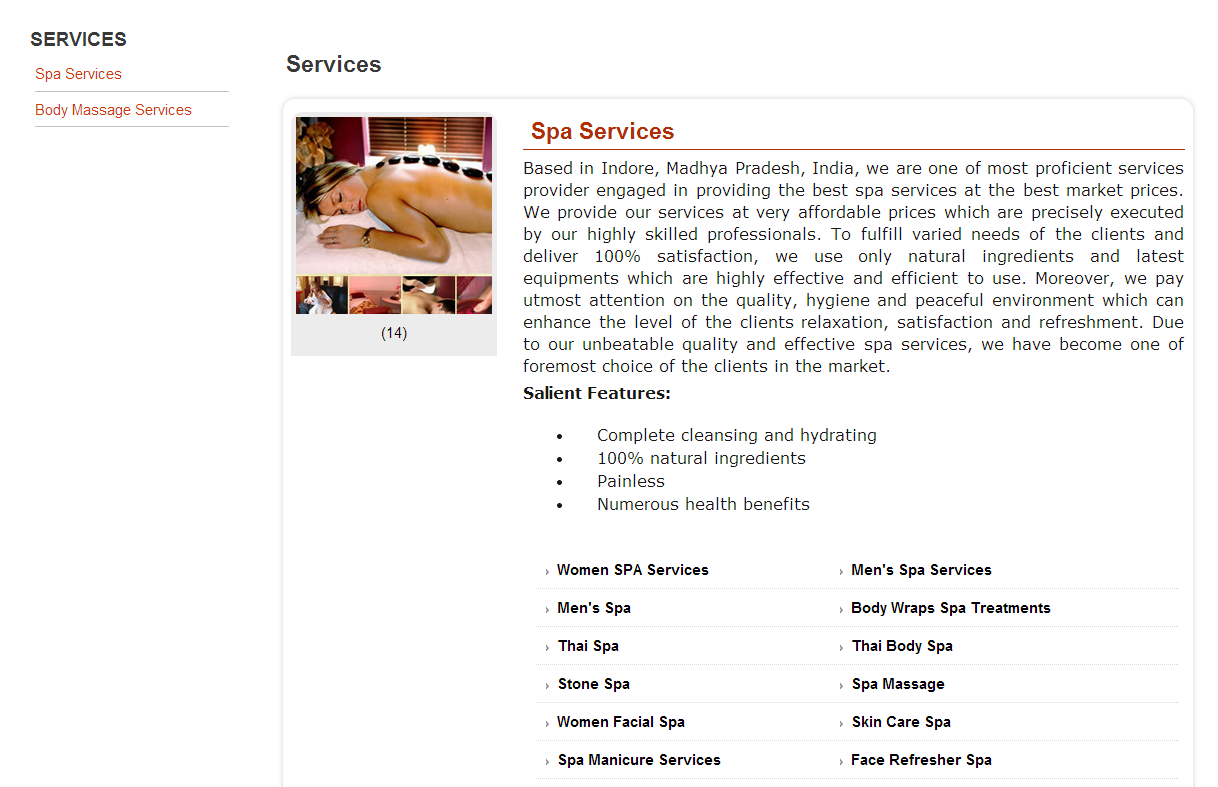 SERVICES
Spa Services
Body Massage Services
Services
(14)
Spa Services
Based in Indore, Madhya Pradesh, India, we are one of most proficient services
provider engaged in providing the best spa services at the best market prices.
We provide our services at very affordable prices which are precisely executed
by our highly skilled professionals. To fulfill varied needs of the clients and
deliver 100% satisfaction, we use only natural ingredients and latest
equipments which are highly effective and efficient to use. Moreover, we pay
utmost attention on the quality, hygiene and peaceful environment which can
enhance the level of the clients relaxation, satisfaction and refreshment. Due
to our unbeatable quality and effective spa services, we have become one of
foremost choice of the clients in the market.
Salient Features:
• Complete cleansing and hydrating
• 100% natural ingredients
• Painless
• Numerous health benefits
› Women SPA Services › Men's Spa Services
› Men's Spa › Body Wraps Spa Treatments
› Thai Spa › Thai Body Spa
› Stone Spa › Spa Massage
› Women Facial Spa › Skin Care Spa
› Spa Manicure Services › Face Refresher Spa